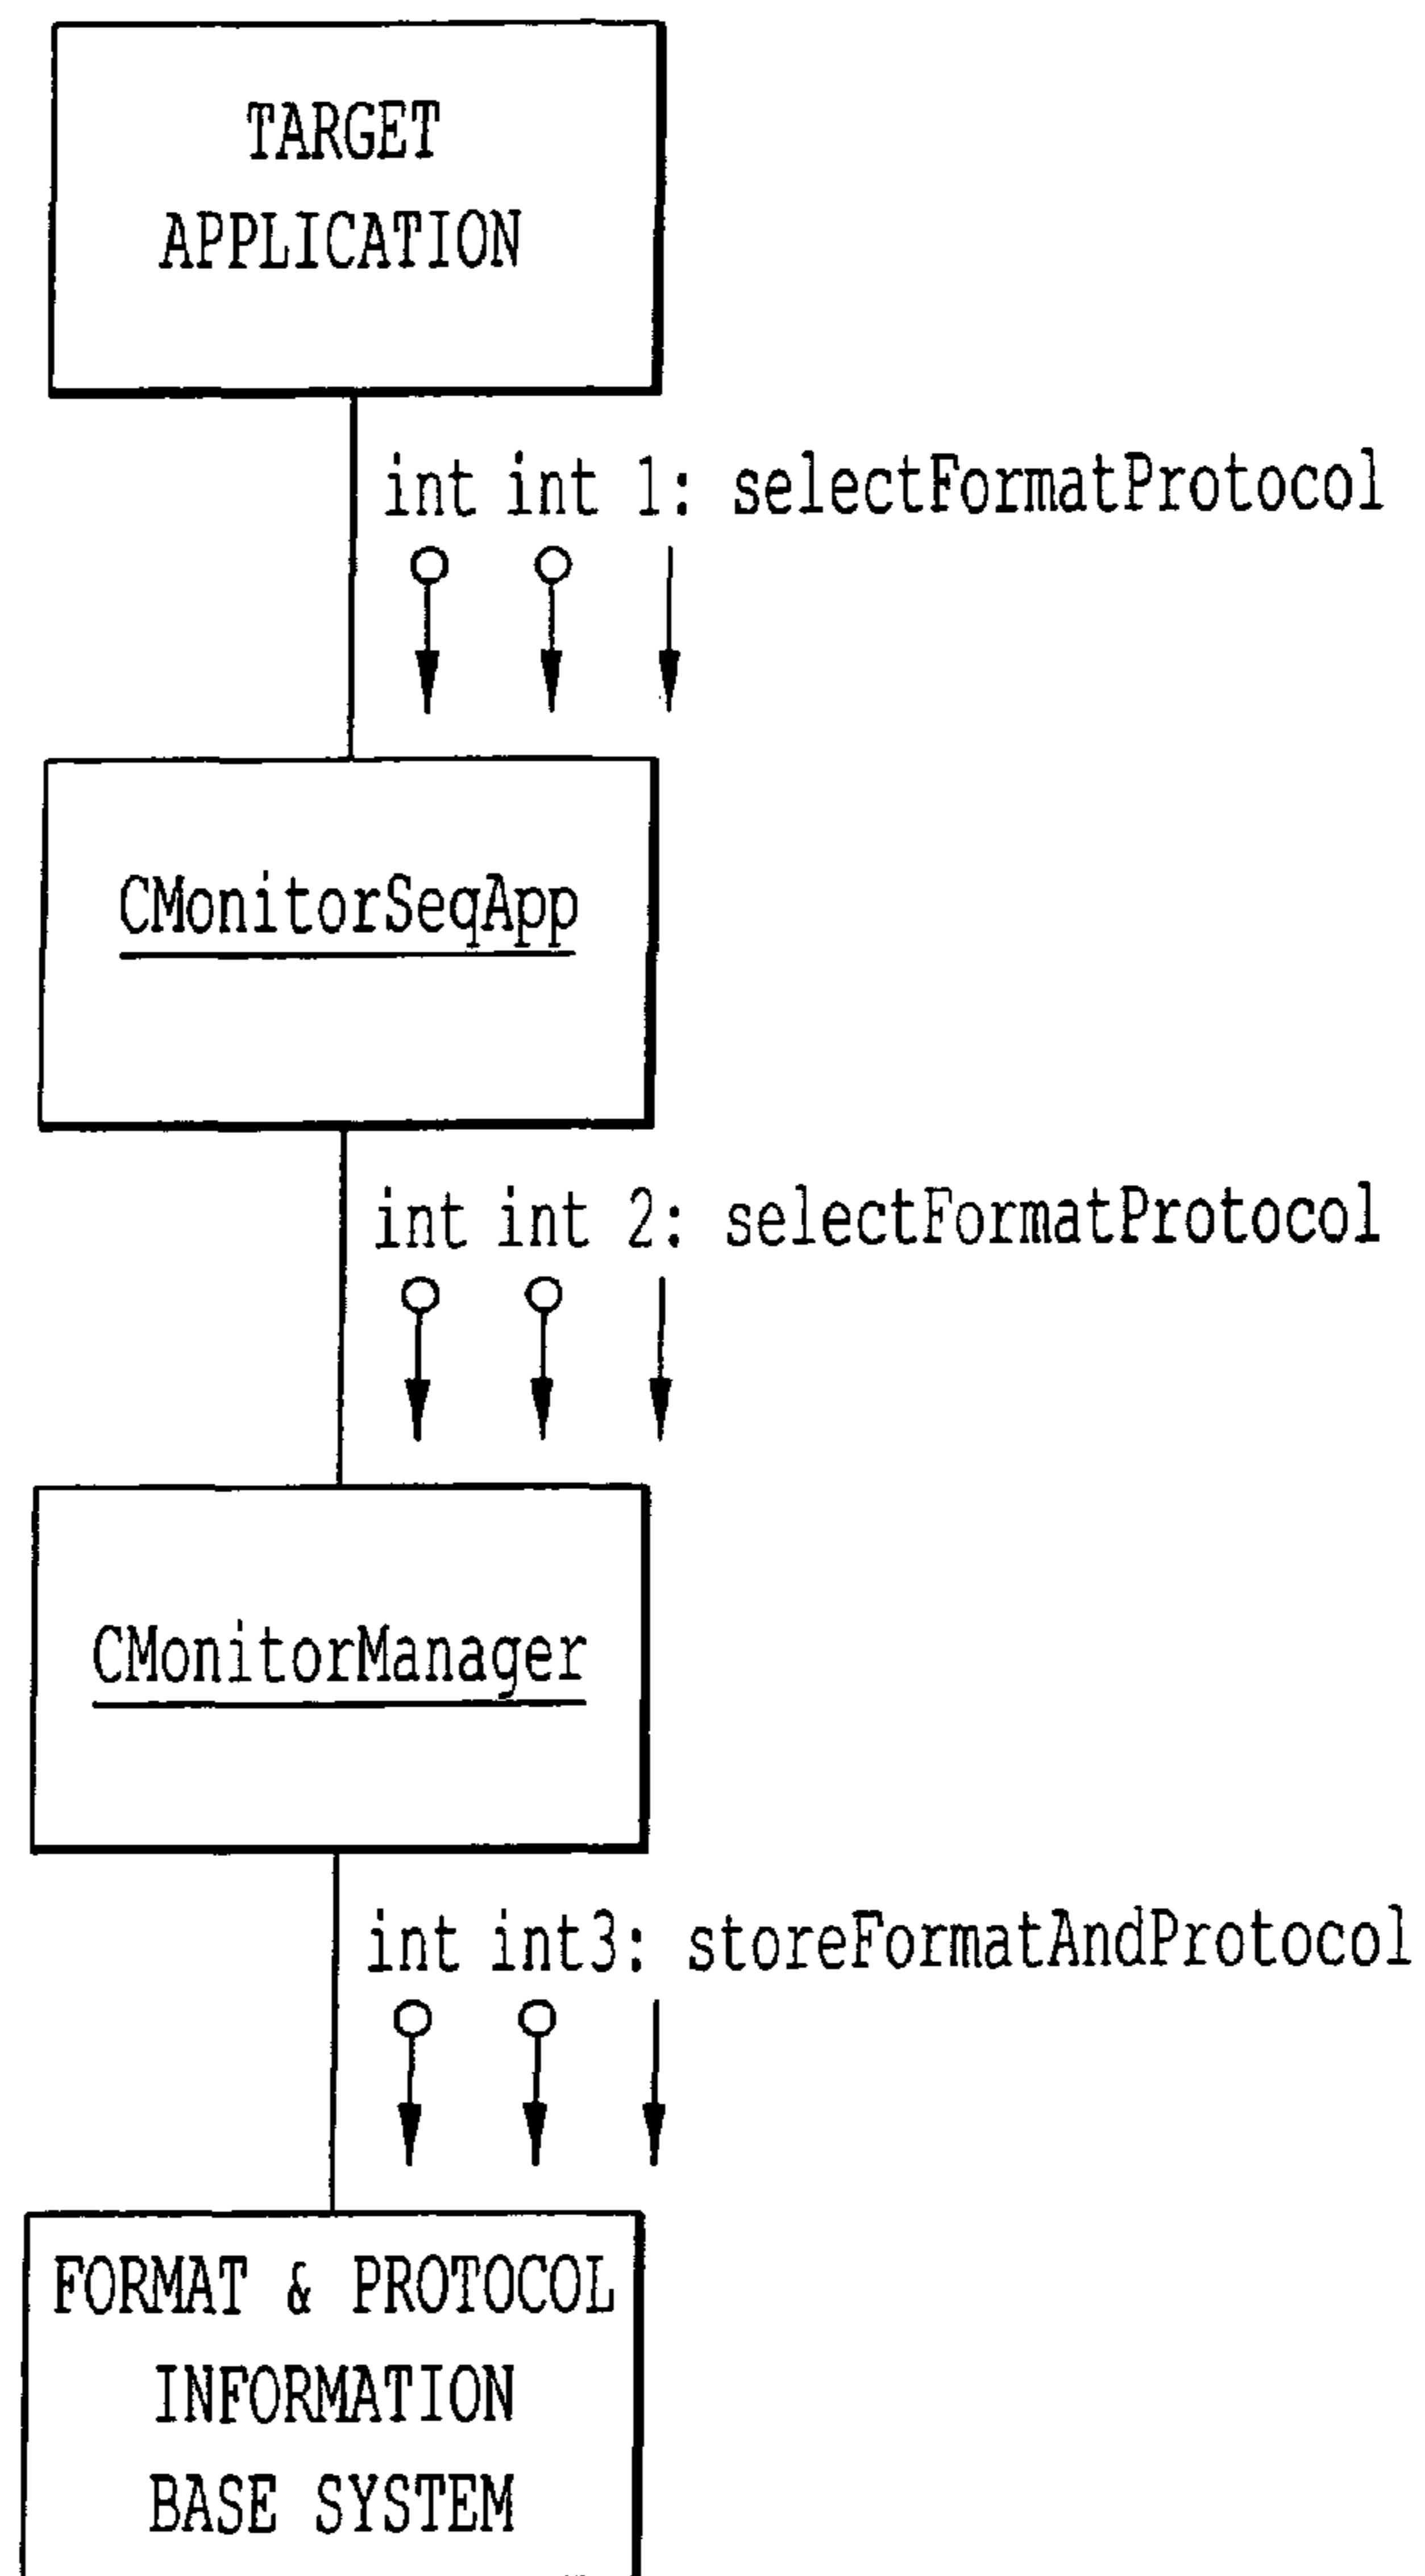 TARGET
APPLICATION
int int 1: selectFormatProtocol
CMonitorSeqApp
int int 2: selectFormatProtocol
CMonitorManager
int int3: storeFormatAndProtocol
FORMAT & PROTOCOL
INFORMATION
BASE SYSTEM